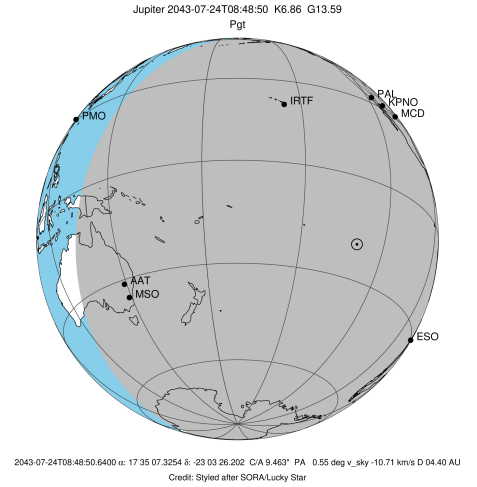 Jupiter 2043-07-24T08:48:50 K6.86 G13.59
Pgt
PAL
IRTF
KPNO
MCD
PMO
AAT
MSO
ESO
2043-07-24T08:48:50.6400 α: 17 35 07.3254 δ: -23 03 26.202 C/A 9.463" PA 0.55 deg v_sky -10.71 km/s D 04.40 AU
Credit: Styled after SORA/Lucky Star